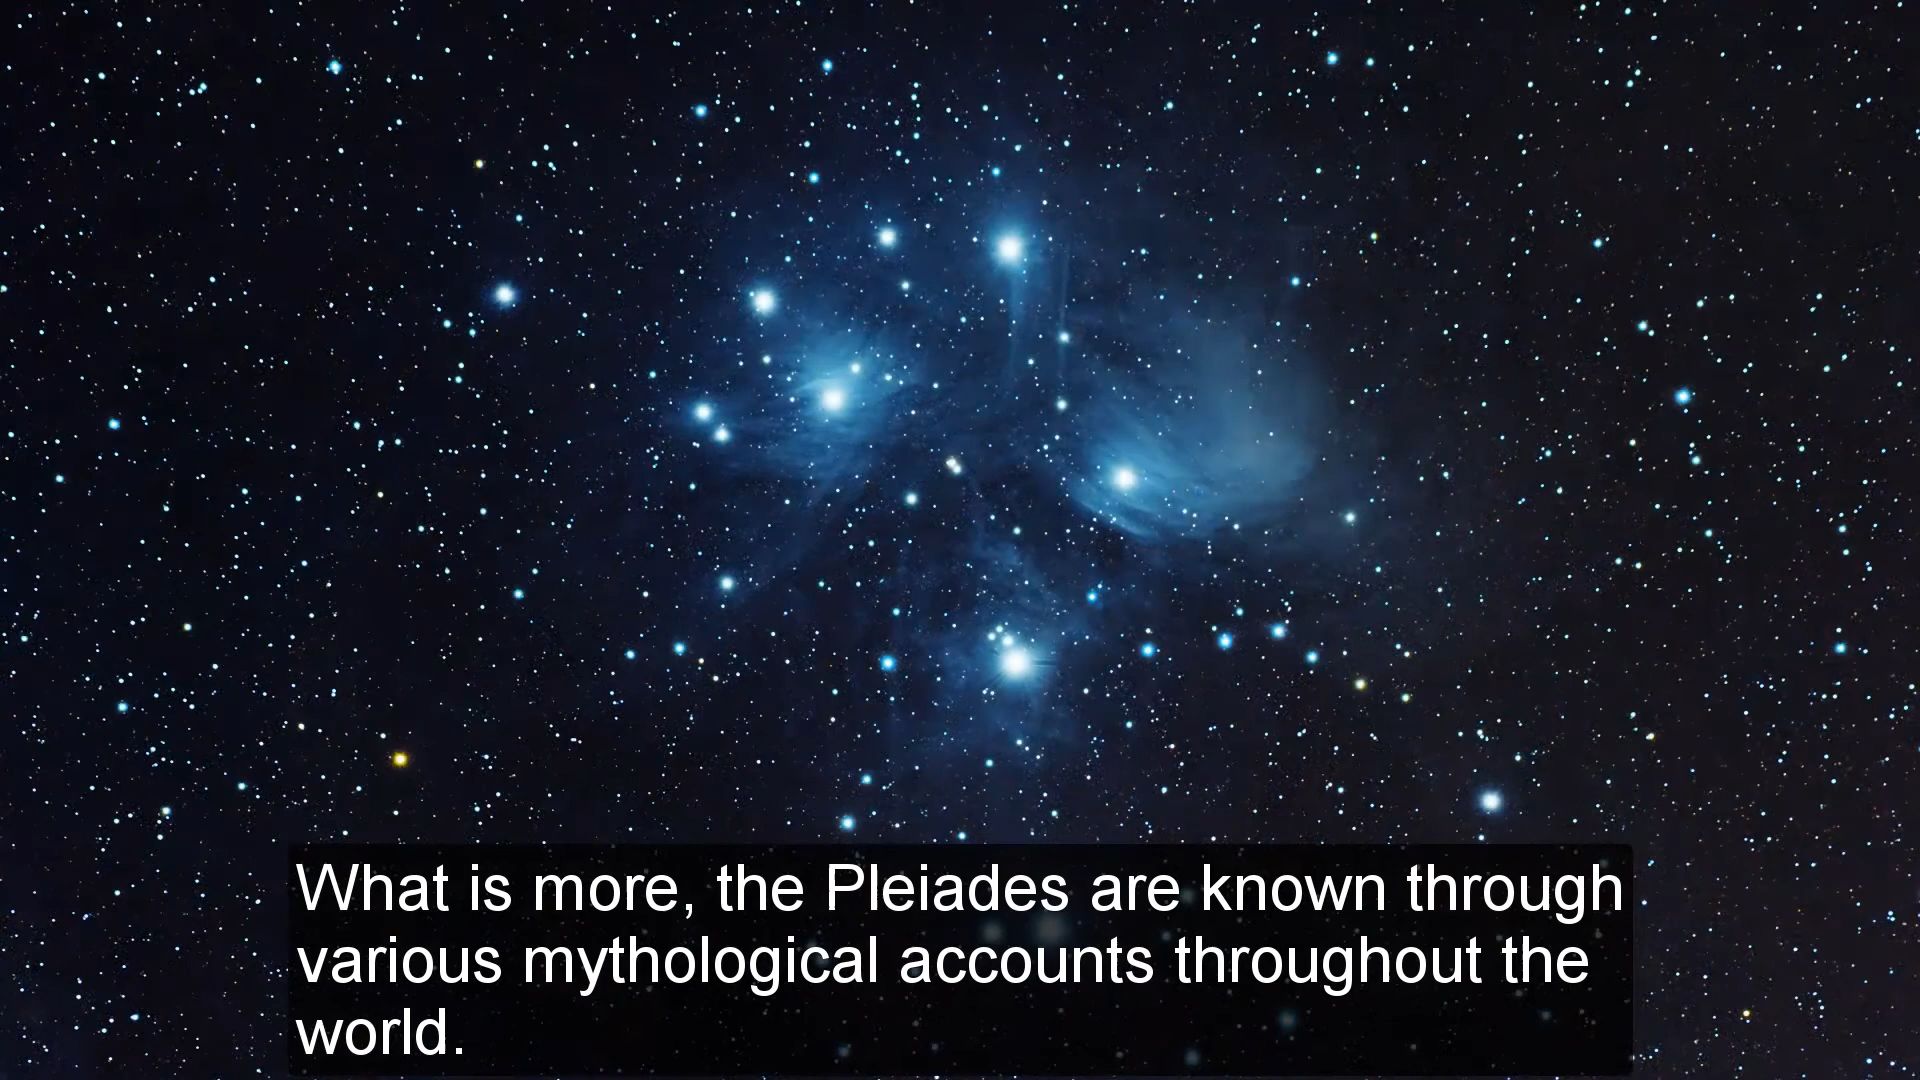 What is more, the Pleiades are known through
various mythological accounts throughout the
world.